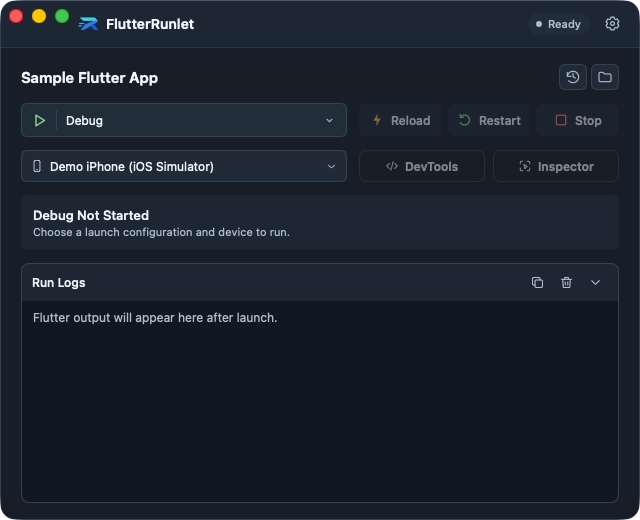 FlutterRunlet
Ready
Sample Flutter App
Debug
Reload
Restart
Stop
Demo iPhone (iOS Simulator)
DevTools
Inspector
Debug Not Started
Choose a launch configuration and device to run.
Run Logs
Flutter output will appear here after launch.